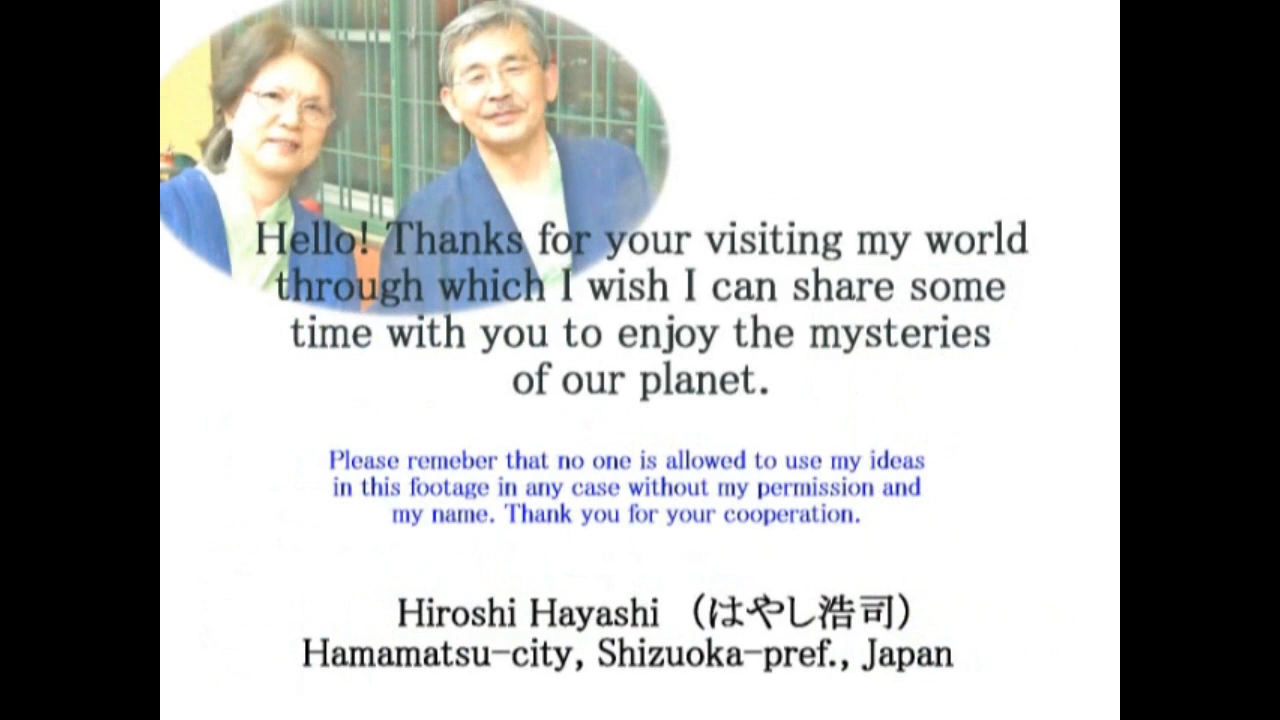 Hello! Thanks for your visiting my world
through which I wish I can share some
time with you to enjoy the mysteries
of our planet.
Please remeber that no one is allowed to use my ideas
in this footage in any case without my permission and
my name. Thank you for your cooperation.
Hiroshi Hayashi （はやし浩司）
Hamamatsu-city, Shizuoka-pref., Japan